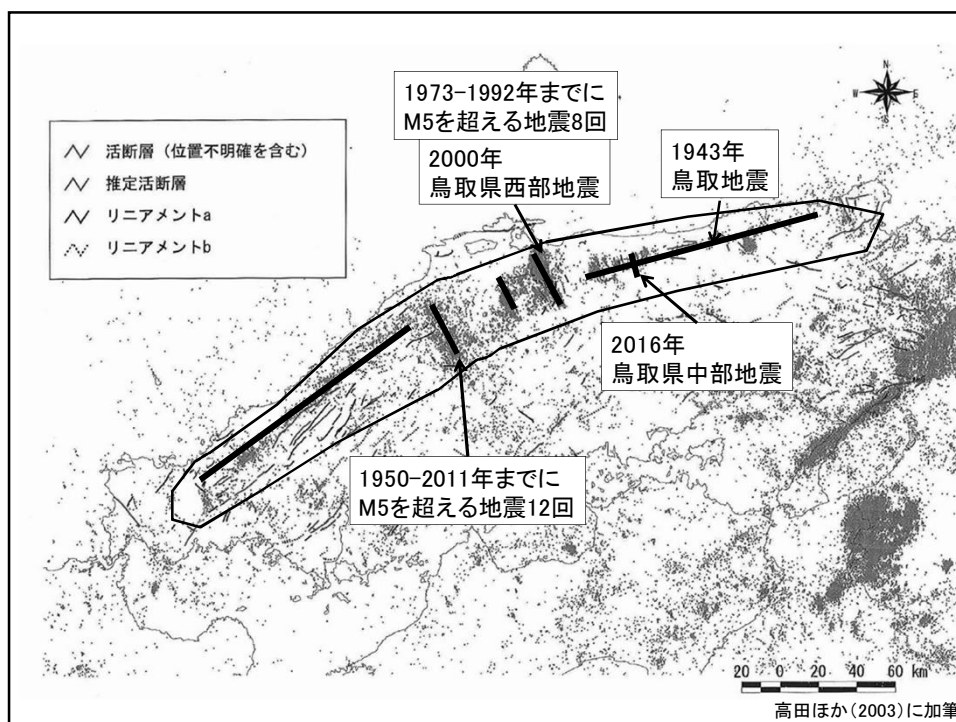 1973-1992年までに
M5を超える地震8回
2000年
鳥取県西部地震
1943年
鳥取地震
N
W
E
S
活断層（位置不明確を含む）
推定活断層
リニアメントa
リニアメントb
2016年
鳥取県中部地震
1950-2011年までに
M5を超える地震12回
20 0 20 40 60 km
高田ほか（2003）に加筆